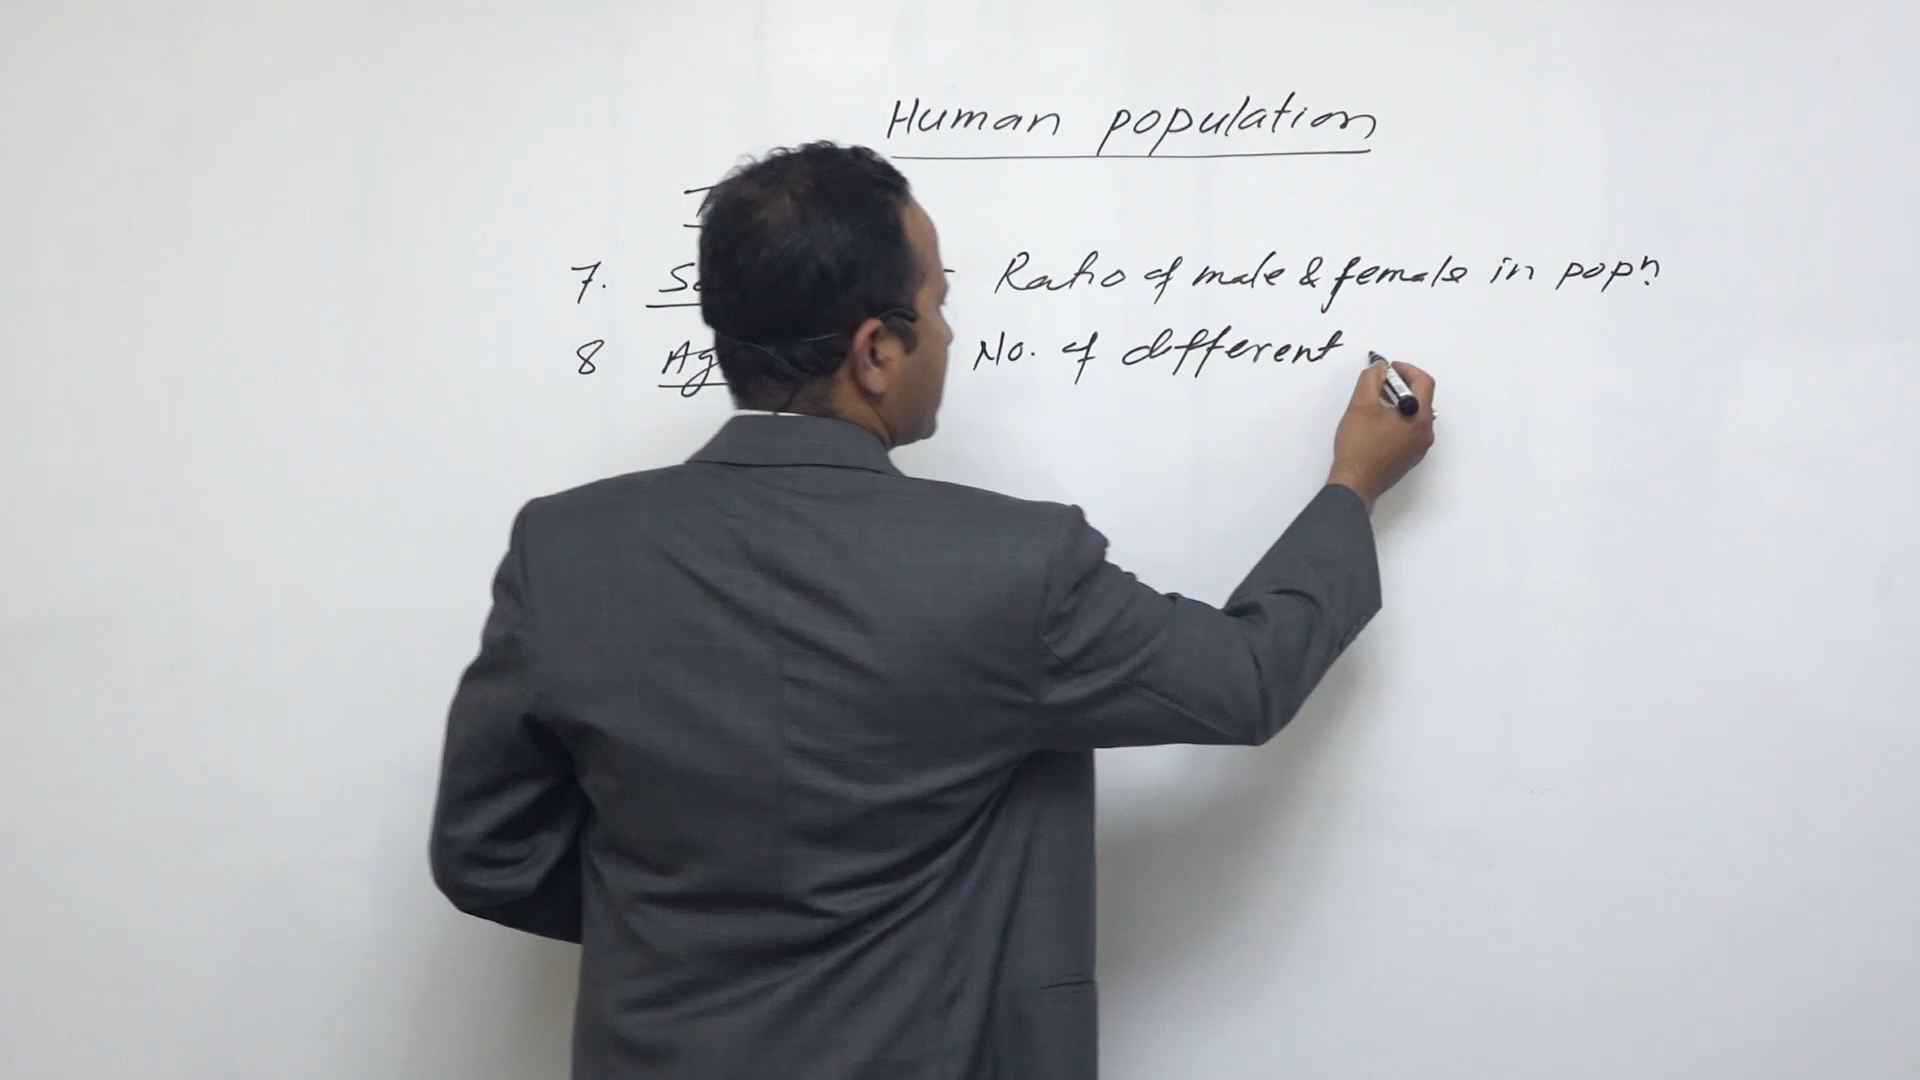 Human population
7. - Ratio of male & female in popn
8 No. of different